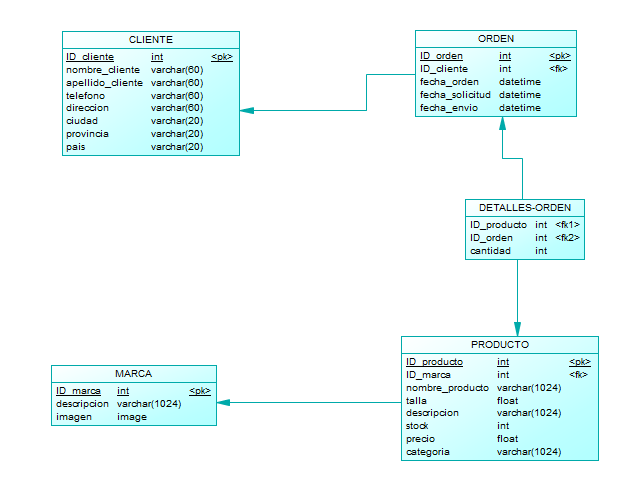 CLIENTE
ID_cliente int <pk>
nombre_cliente varchar(60)
apellido_cliente varchar(60)
telefono varchar(60)
direccion varchar(60)
ciudad varchar(20)
provincia varchar(20)
pais varchar(20)
ORDEN
ID_orden int <pk>
ID_cliente int <fk>
fecha_orden datetime
fecha_solicitud datetime
fecha_envio datetime
DETALLES-ORDEN
ID_producto int <fk1>
ID_orden int <fk2>
cantidad int
MARCA
ID_marca int <pk>
descripcion varchar(1024)
imagen image
PRODUCTO
ID_producto int <pk>
ID_marca int <fk>
nombre_producto varchar(1024)
talla float
descripcion varchar(1024)
stock int
precio float
categoria varchar(1024)